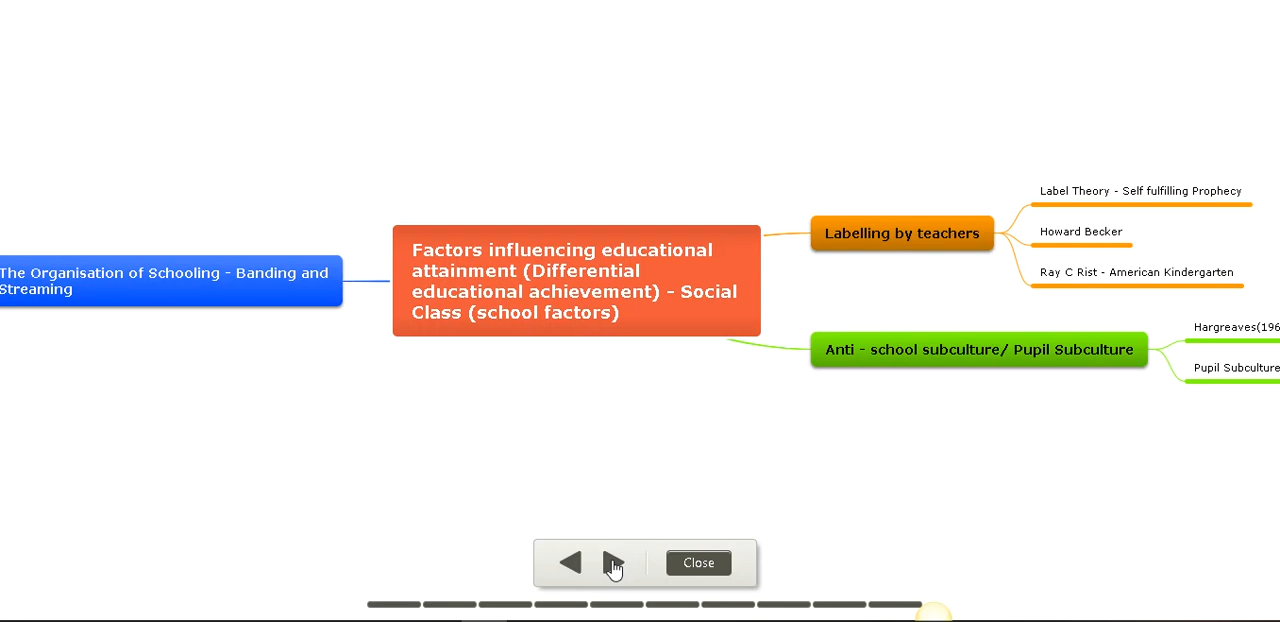 The Organisation of Schooling - Banding and
Streaming
Factors influencing educational
attainment (Differential
educational achievement) - Social
Class (school factors)
Labelling by teachers
Label Theory - Self fulfilling Prophecy
Howard Becker
Ray C Rist - American Kindergarten
Anti - school subculture/ Pupil Subculture
Hargreaves(196
Pupil Subculture
Close